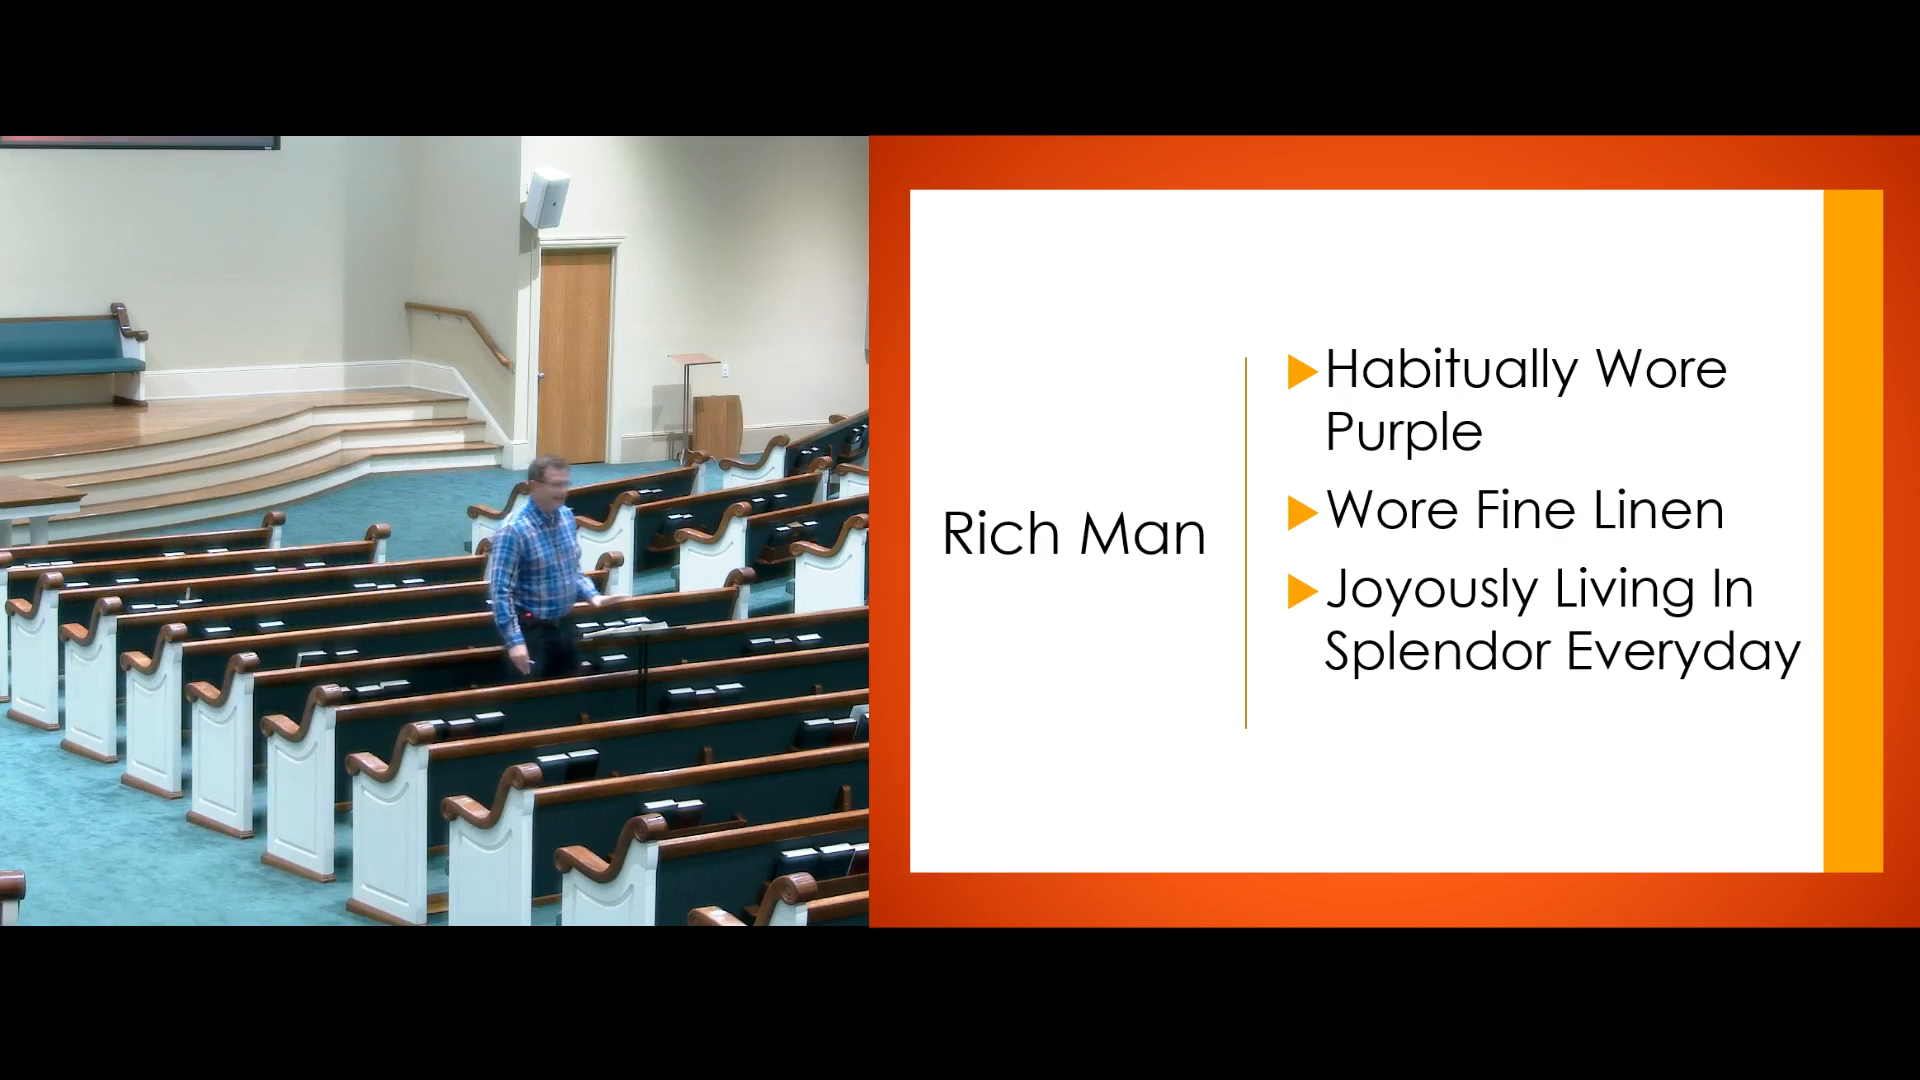 Rich Man
Habitually Wore
Purple
Wore Fine Linen
Joyously Living In
Splendor Everyday